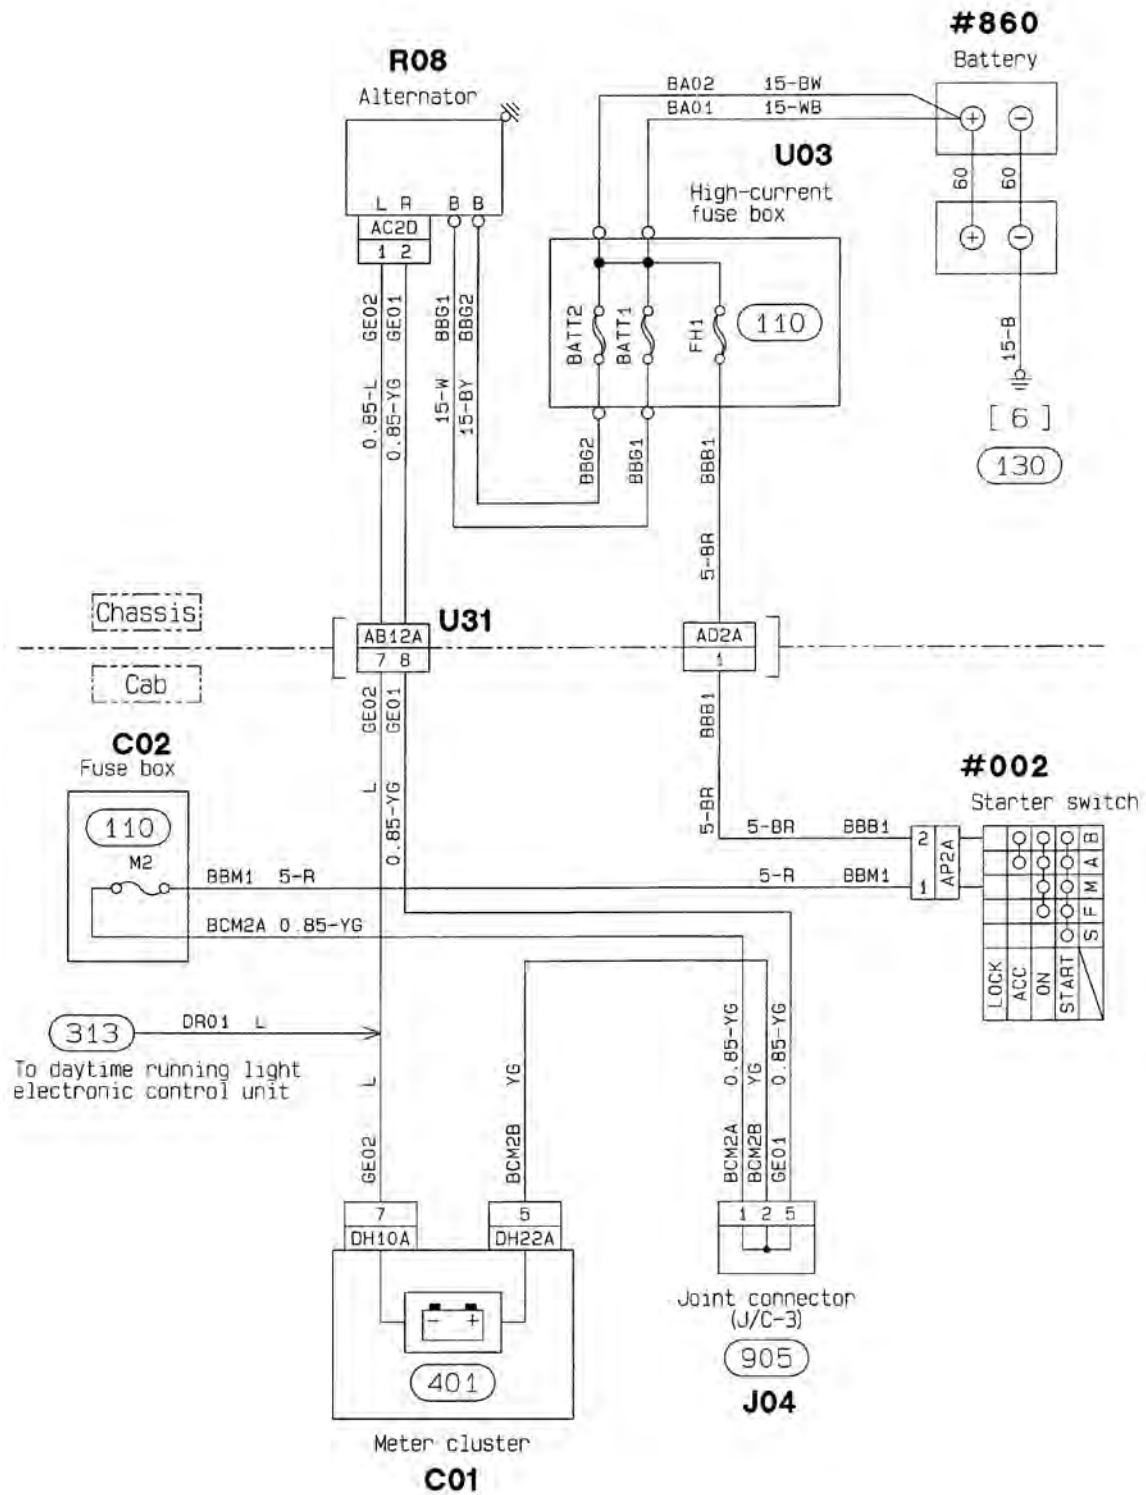 #860
Battery
R08
Alternator
BA02 15-BW
BA01 15-WB
+ −
U03
High-current
fuse box
60 60
L R B B
AC2D
1 2
+ −
GE02
GE01
BBG1
BBG2
BATT2
BATT1
FH1
110
15-B
0.85-L
0.85-YG
15-W
15-BY
[6]
130
BBG2
BBG1
BBB1
5-BR
Chassis
U31
AB12A
7 8
AD2A
1
Cab
GE02
GE01
BBB1
C02
Fuse box
#002
Starter switch
L
0.85-YG
5-BR
110
M2
5-BR BBB1
2
1
AP2A
B
A
M
F
S
LOCK
ACC
ON
START
BBM1 5-R
5-R BBM1
BCM2A 0.85-YG
313
DR01 L
To daytime running light
electronic control unit
L
YG
0.85-YG
YG
0.85-YG
GE02
BCM2B
BCM2A
BCM2B
GE01
7
DH10A
5
DH22A
1 2 5
− +
401
Joint connector
(J/C-3)
905
J04
Meter cluster
C01